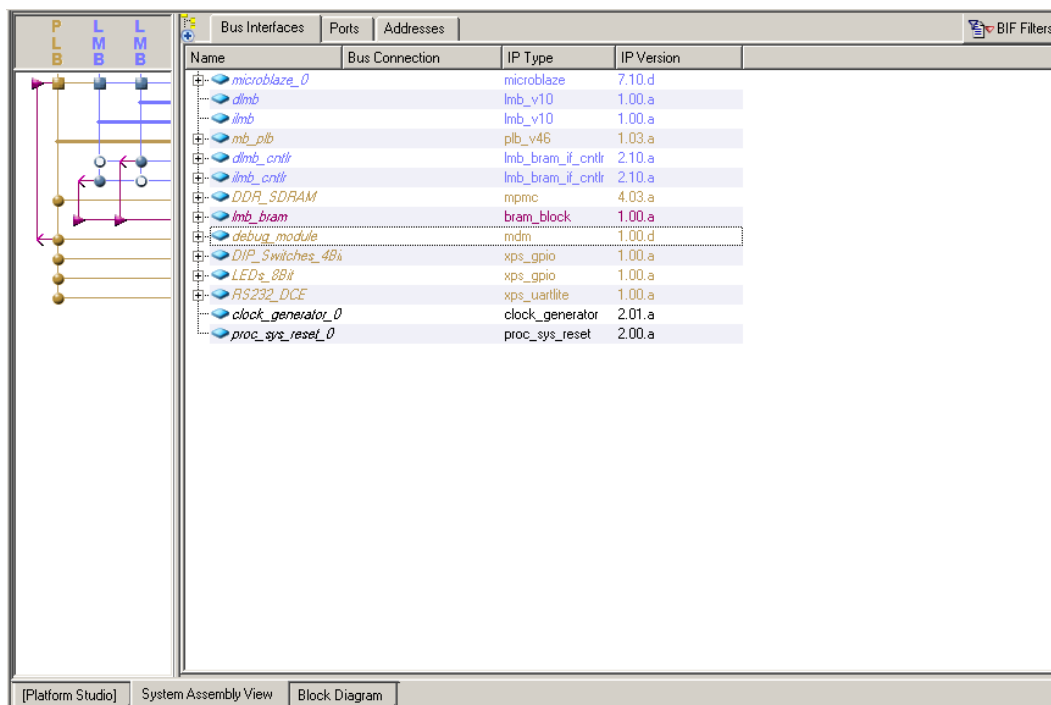 PLB LMB LMB
Bus Interfaces Ports Addresses BIF Filters
Name Bus Connection IP Type IP Version
microblaze_0 microblaze 7.10.d
dlmb lmb_v10 1.00.a
ilmb lmb_v10 1.00.a
mb_plb plb_v46 1.03.a
dlmb_cntlr lmb_bram_if_cntlr 2.10.a
ilmb_cntlr lmb_bram_if_cntlr 2.10.a
DDR_SDRAM mpmc 4.03.a
lmb_bram bram_block 1.00.a
debug_module mdm 1.00.d
DIP_Switches_4Bi xps_gpio 1.00.a
LEDs_8Bit xps_gpio 1.00.a
RS232_DCE xps_uartlite 1.00.a
clock_generator_0 clock_generator 2.01.a
proc_sys_reset_0 proc_sys_reset 2.00.a
[Platform Studio] System Assembly View Block Diagram